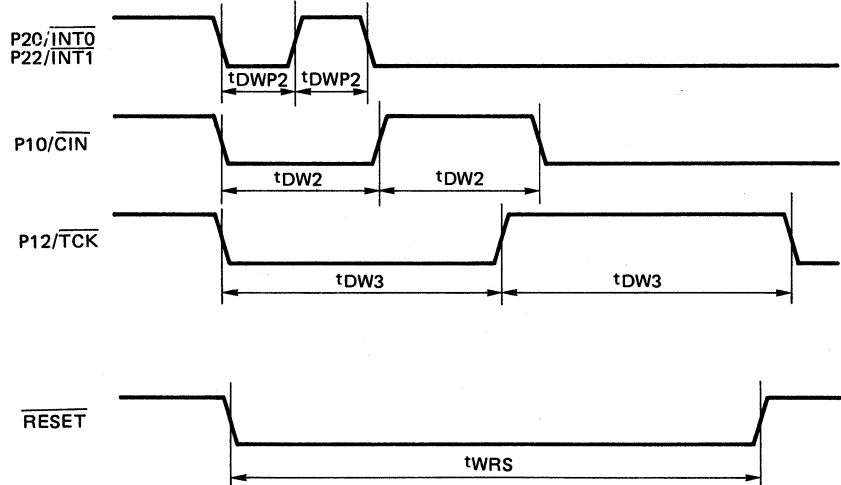 P20/INT0
P22/INT1
tDWP2 tDWP2
P10/CIN
tDW2 tDW2
P12/TCK
tDW3 tDW3
RESET
tWRS